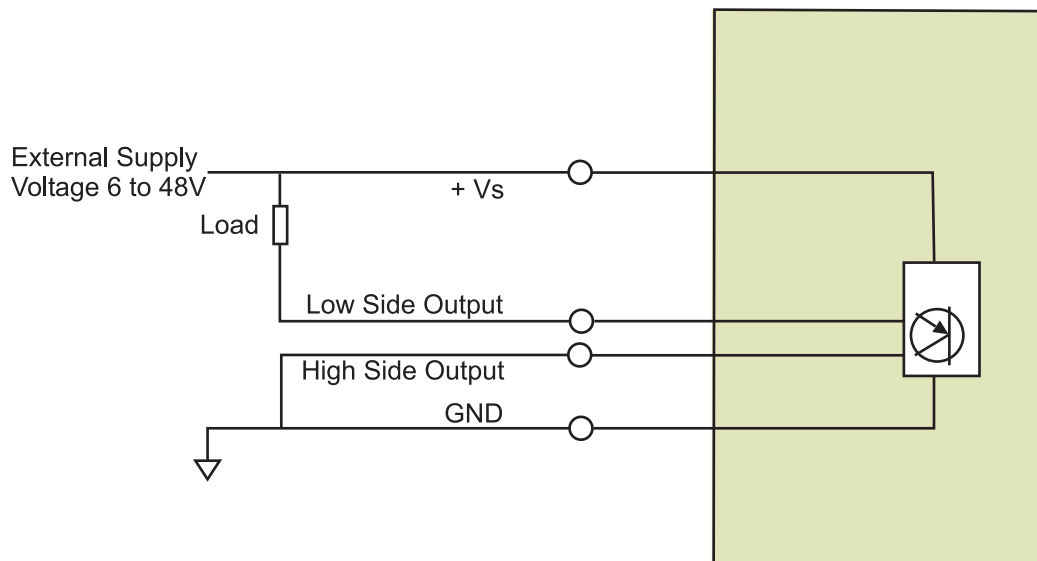 External Supply
Voltage 6 to 48V
+ Vs
Load
Low Side Output
High Side Output
GND